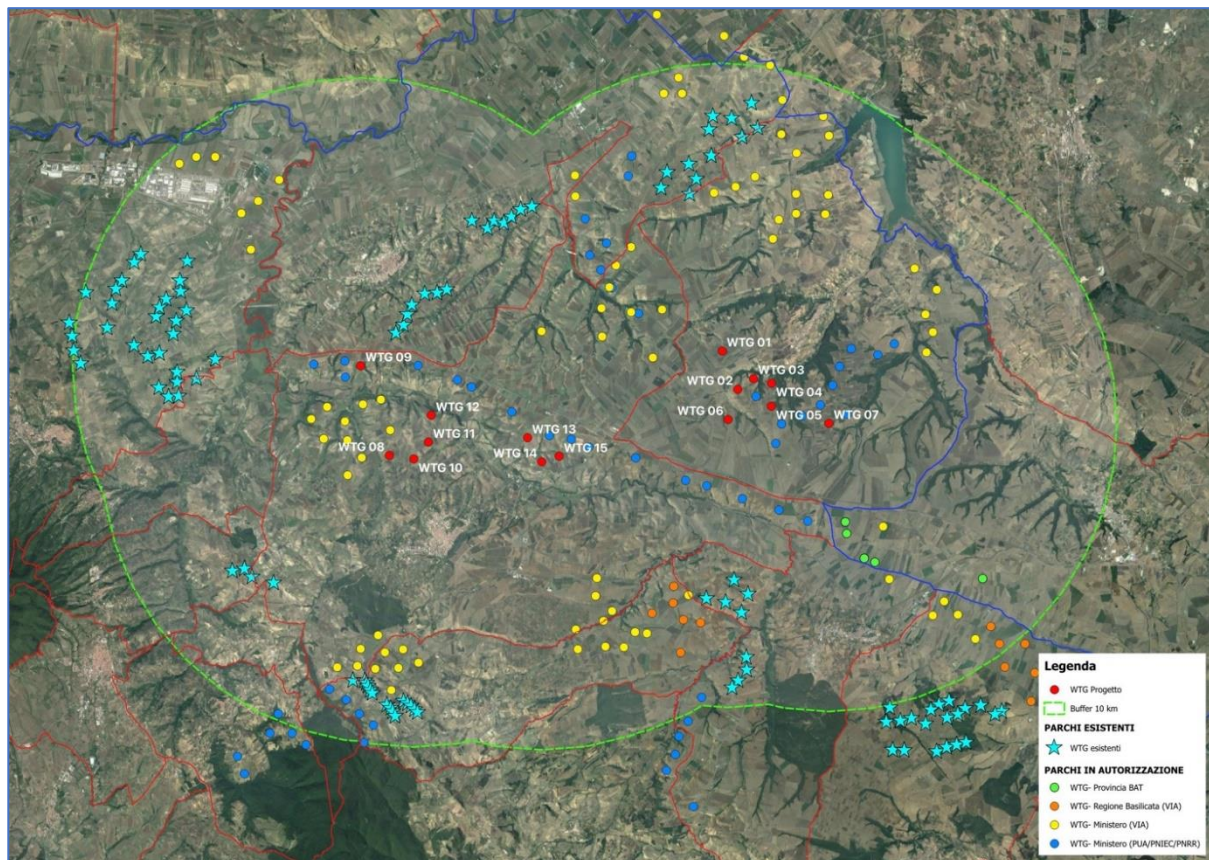 WTG 01
WTG 09
WTG 03
WTG 02
WTG 04
WTG 12
WTG 06
WTG 05
WTG 07
WTG 13
WTG 11
WTG 08
WTG 14
WTG 15
WTG 10
Legenda
WTG Progetto
Buffer 10 km
PARCHI ESISTENTI
WTG esistenti
PARCHI IN AUTORIZZAZIONE
WTG- Provincia BAT
WTG- Regione Basilicata (VIA)
WTG- Ministero (VIA)
WTG- Ministero (PUA/PNIEC/PNRR)